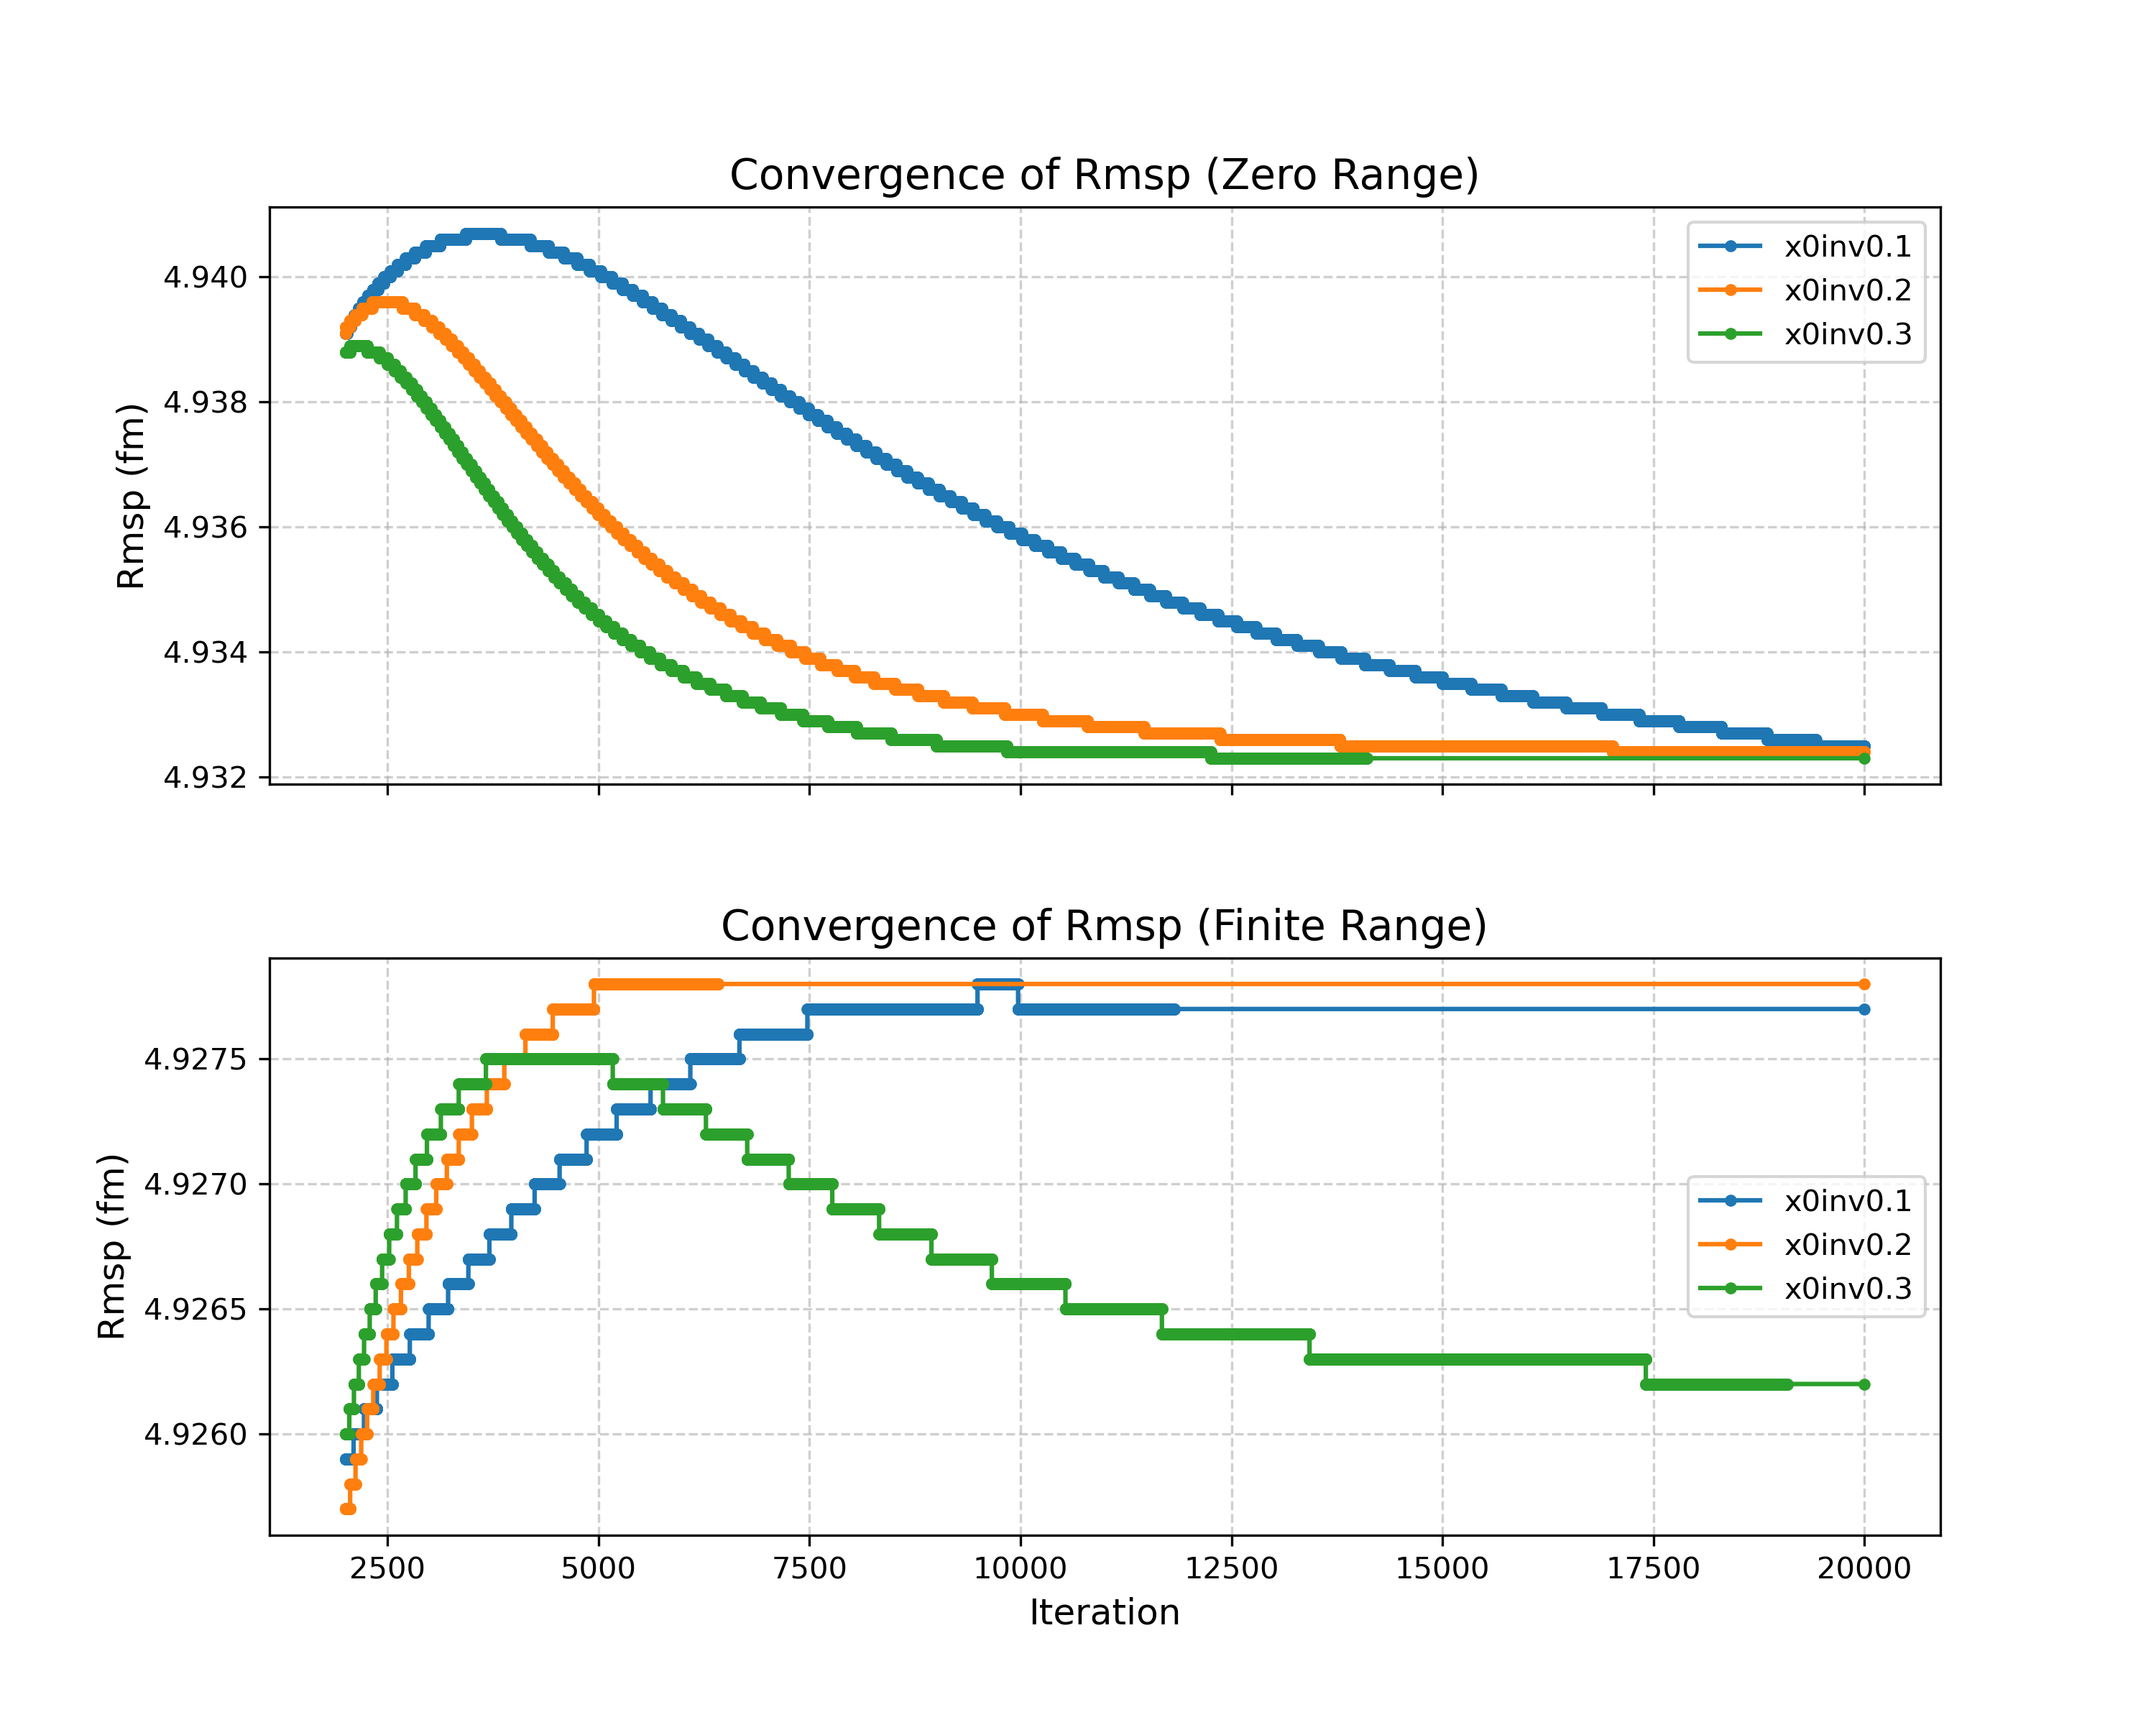 Convergence of Rmsp (Zero Range)
Rmsp (fm)
4.940
4.938
4.936
4.934
4.932
x0inv0.1
x0inv0.2
x0inv0.3
Convergence of Rmsp (Finite Range)
Rmsp (fm)
4.9275
4.9270
4.9265
4.9260
x0inv0.1
x0inv0.2
x0inv0.3
2500 5000 7500 10000 12500 15000 17500 20000
Iteration